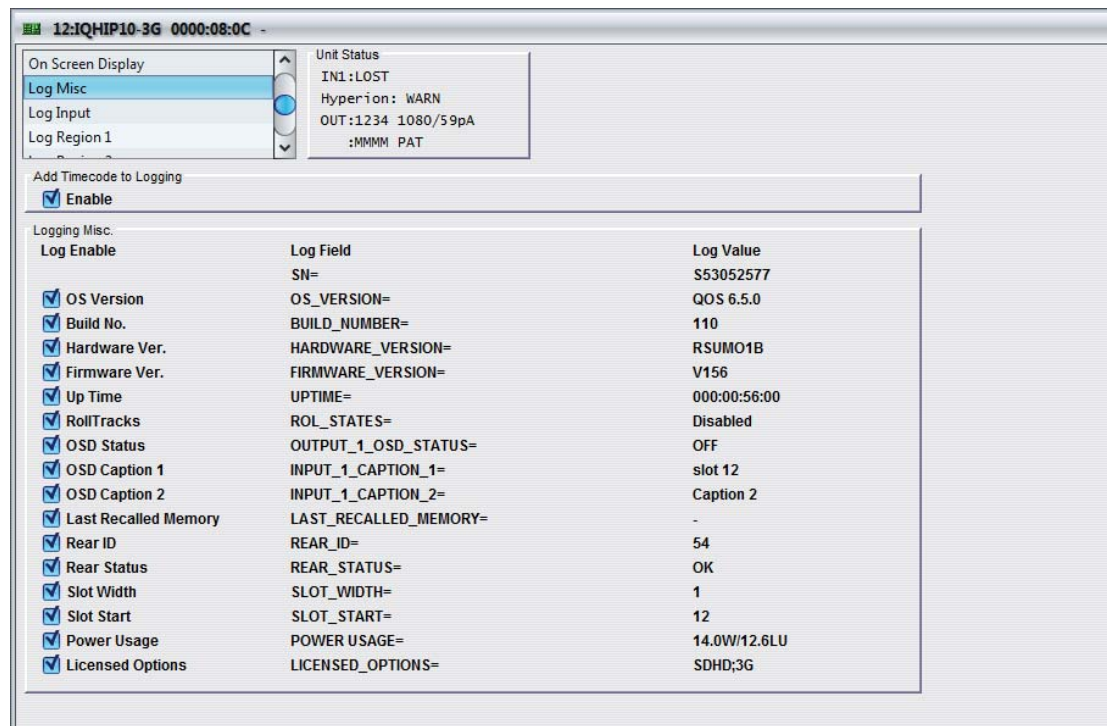 12:IQHIP10-3G 0000:08:0C -
On Screen Display
Log Misc
Log Input
Log Region 1
Unit Status
IN1:LOST
Hyperion: WARN
OUT:1234 1080/59pA
:MMMM PAT
Add Timecode to Logging
Enable
Logging Misc.
Log Enable Log Field Log Value
SN= S53052577
OS Version OS_VERSION= QOS 6.5.0
Build No. BUILD_NUMBER= 110
Hardware Ver. HARDWARE_VERSION= RSUMO1B
Firmware Ver. FIRMWARE_VERSION= V156
Up Time UPTIME= 000:00:56:00
RollTracks ROL_STATES= Disabled
OSD Status OUTPUT_1_OSD_STATUS= OFF
OSD Caption 1 INPUT_1_CAPTION_1= slot 12
OSD Caption 2 INPUT_1_CAPTION_2= Caption 2
Last Recalled Memory LAST_RECALLED_MEMORY= -
Rear ID REAR_ID= 54
Rear Status REAR_STATUS= OK
Slot Width SLOT_WIDTH= 1
Slot Start SLOT_START= 12
Power Usage POWER USAGE= 14.0W/12.6LU
Licensed Options LICENSED_OPTIONS= SDHD;3G